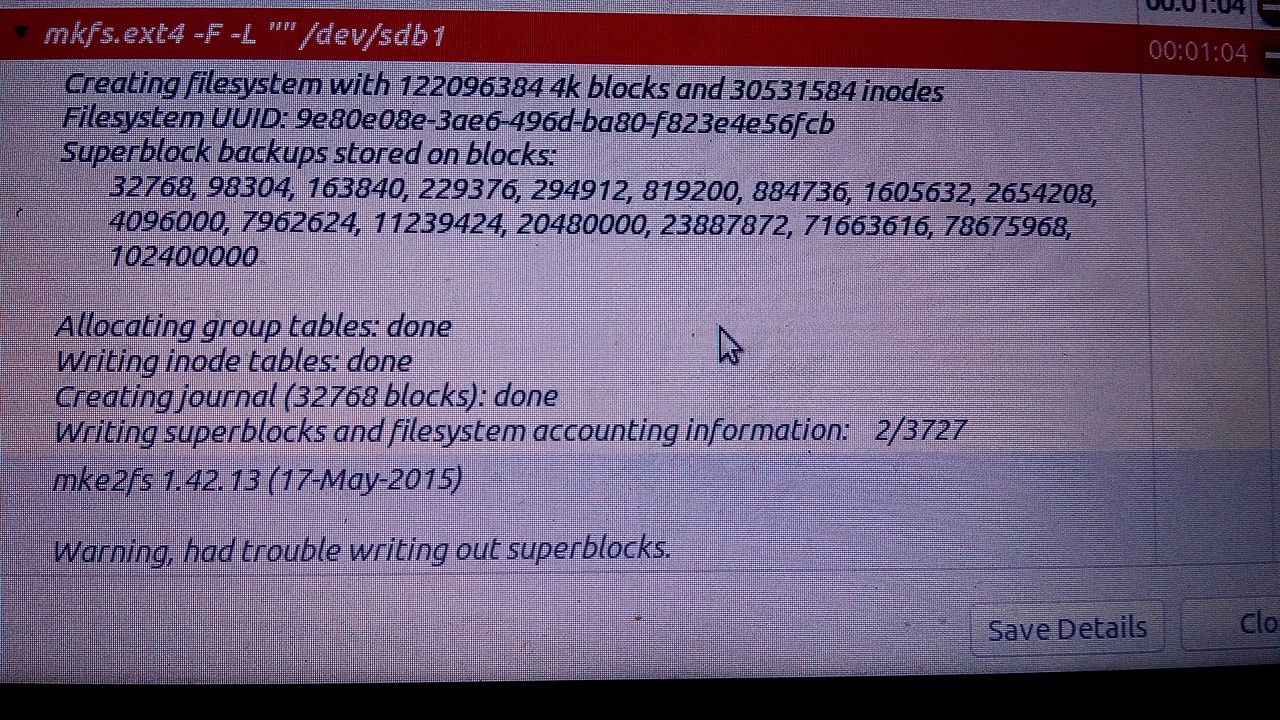 00:01:04
mkfs.ext4 -F -L "" /dev/sdb1
00:01:04
Creating filesystem with 122096384 4k blocks and 30531584 inodes
Filesystem UUID: 9e80e08e-3ae6-496d-ba80-f823e4e56fcb
Superblock backups stored on blocks:
32768, 98304, 163840, 229376, 294912, 819200, 884736, 1605632, 2654208,
4096000, 7962624, 11239424, 20480000, 23887872, 71663616, 78675968,
102400000
Allocating group tables: done
Writing inode tables: done
Creating journal (32768 blocks): done
Writing superblocks and filesystem accounting information: 2/3727
mke2fs 1.42.13 (17-May-2015)
Warning, had trouble writing out superblocks.
Save Details
Clo